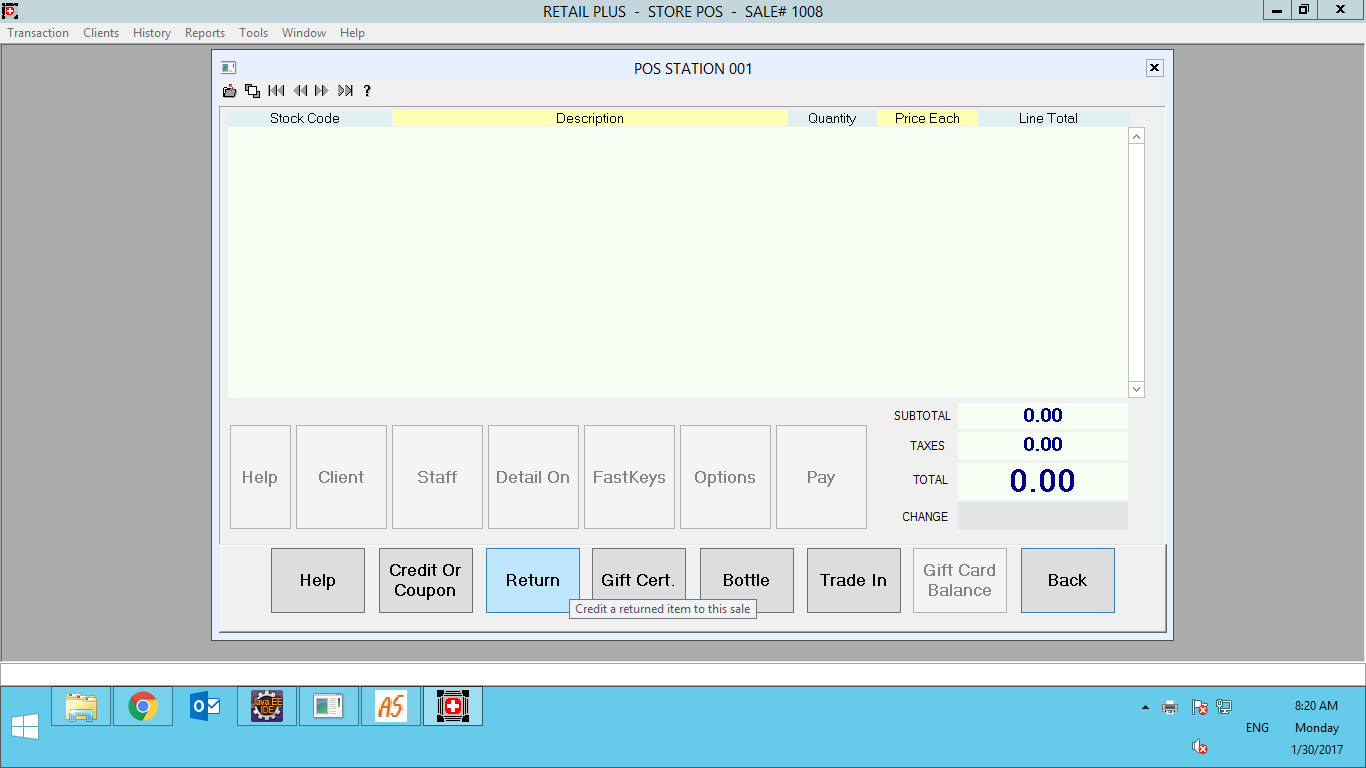 RETAIL PLUS - STORE POS - SALE# 1008
Transaction Clients History Reports Tools Window Help
POS STATION 001
?
Stock Code Description Quantity Price Each Line Total
SUBTOTAL 0.00
TAXES 0.00
TOTAL 0.00
CHANGE
Help Client Staff Detail On FastKeys Options Pay
Help
Credit Or
Coupon
Return
Gift Cert.
Bottle
Trade In
Gift Card
Balance
Back
Credit a returned item to this sale
Java EE
IDE
AS
ENG
8:20 AM
Monday
1/30/2017